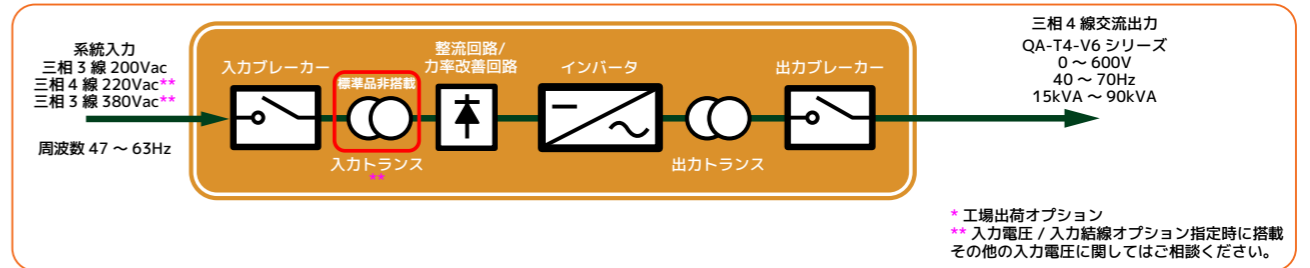 系統入力
三相 3 線 200Vac
三相 4 線 220Vac**
三相 3 線 380Vac**
周波数 47 ～ 63Hz
入力ブレーカー
標準品非搭載
入力トランス
**
整流回路/
力率改善回路
インバータ
出力トランス
出力ブレーカー
三相 4 線交流出力
QA-T4-V6 シリーズ
0 ～ 600V
40 ～ 70Hz
15kVA ～ 90kVA
* 工場出荷オプション
** 入力電圧 / 入力結線オプション指定時に搭載
その他の入力電圧に関してはご相談ください。